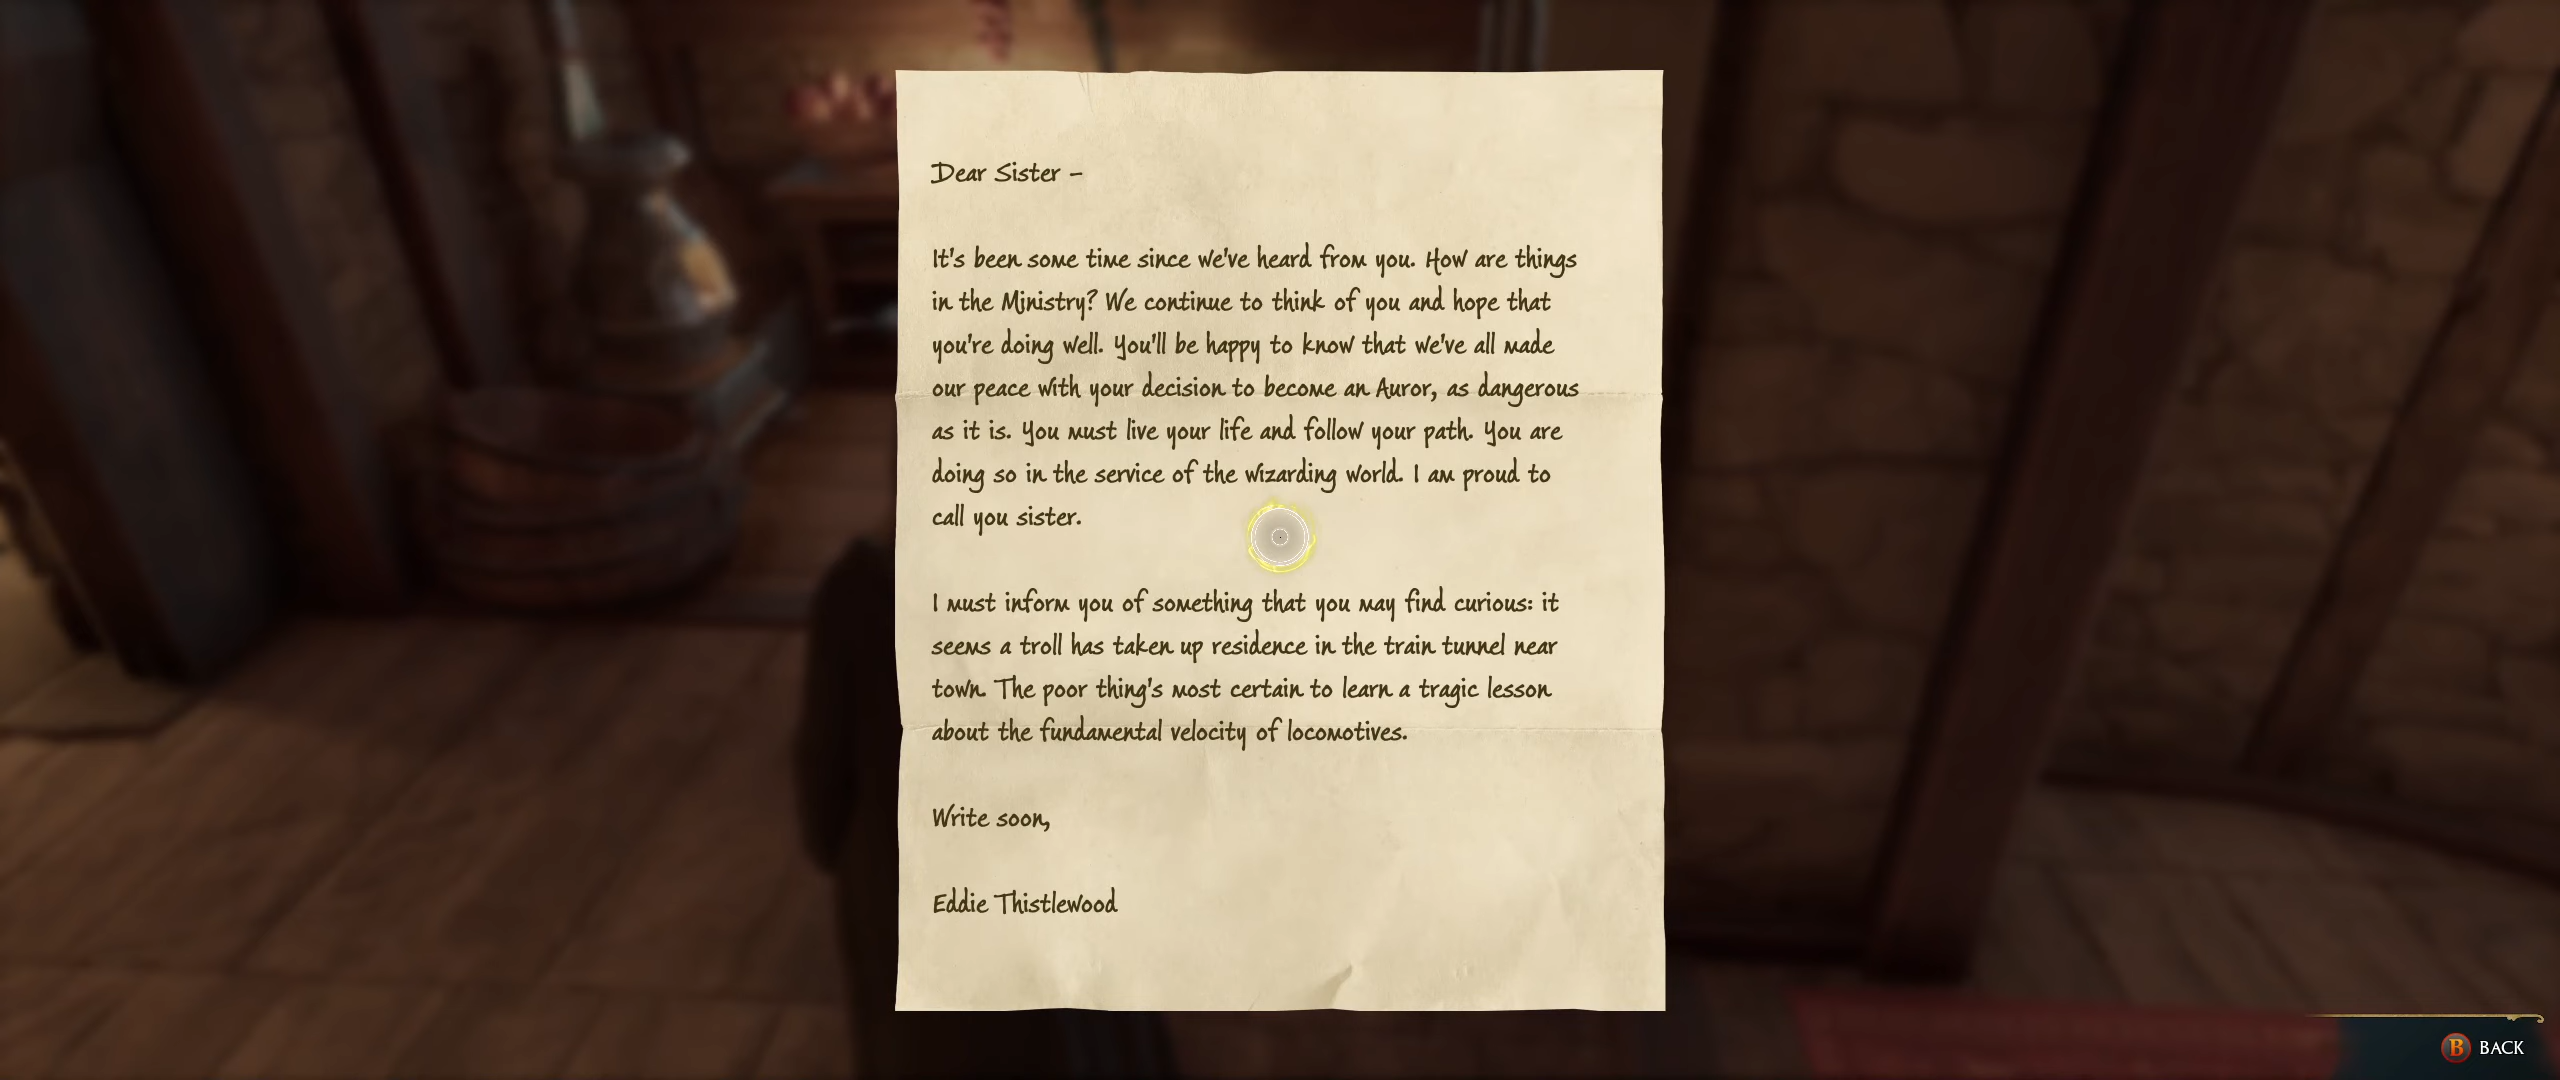 Dear Sister –
It's been some time since we've heard from you. How are things
in the Ministry? We continue to think of you and hope that
you're doing well. You'll be happy to know that we've all made
our peace with your decision to become an Auror, as dangerous
as it is. You must live your life and follow your path. You are
doing so in the service of the wizarding world. I am proud to
call you sister.
I must inform you of something that you may find curious: it
seems a troll has taken up residence in the train tunnel near
town. The poor thing's most certain to learn a tragic lesson
about the fundamental velocity of locomotives.
Write soon,
Eddie Thistlewood
B BACK